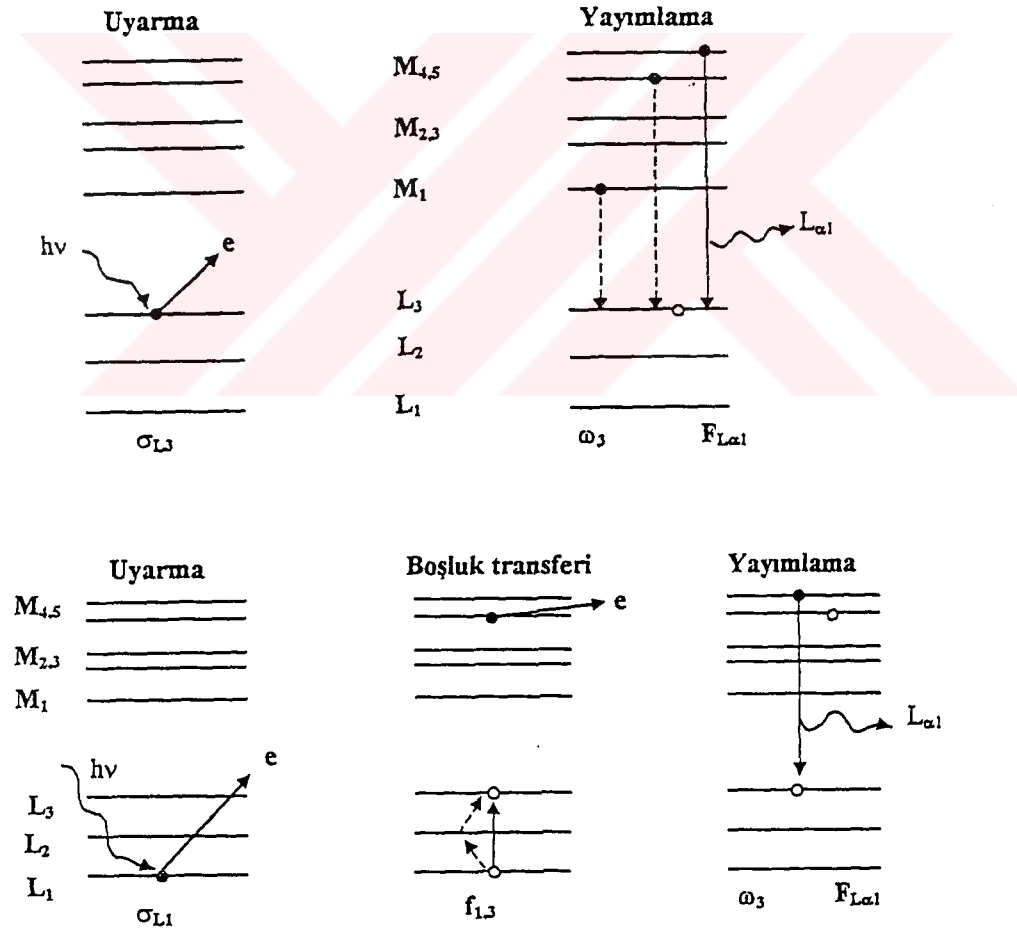 Uyarma
Yayımlama
M₄,₅
M₂,₃
M₁
hν
e
Lα1
L₃
L₂
L₁
σL3
ω₃
FLα1
Uyarma
Boşluk transferi
Yayımlama
M₄,₅
e
M₂,₃
M₁
Lα1
e
hν
L₃
L₂
L₁
σL1
f₁,₃
ω₃
FLα1